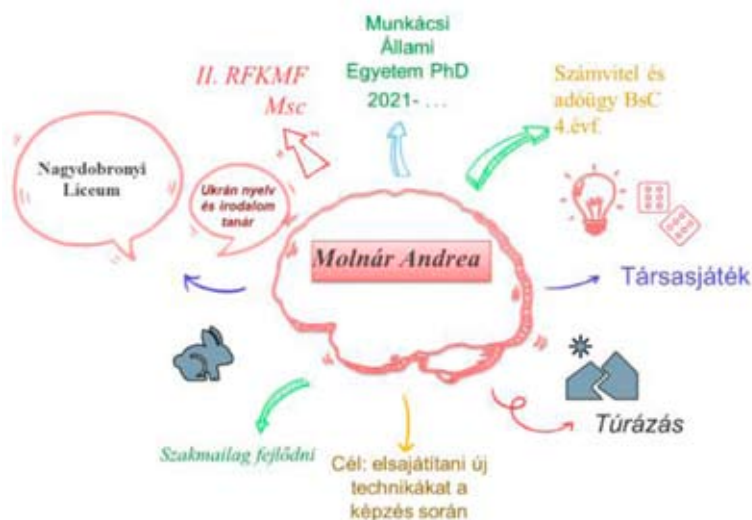 Munkácsi
Állami
Egyetem PhD
2021- ...
II. RFKMF
Msc
Számvitel és
adóügy BsC
4.évf.
Nagydobronyi
Líceum
Ukrán nyelv
és irodalom
tanár
Molnár Andrea
Társasjáték
Túrázás
Szakmailag fejlődni
Cél: elsajátítani új
technikákat a
képzés során